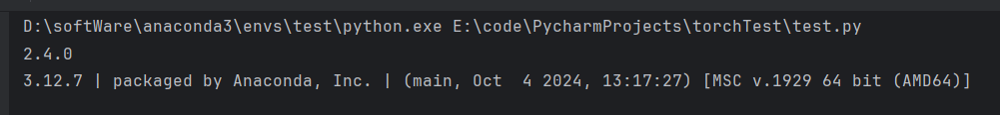 D:\softWare\anaconda3\envs\test\python.exe E:\code\PycharmProjects\torchTest\test.py
2.4.0
3.12.7 | packaged by Anaconda, Inc. | (main, Oct  4 2024, 13:17:27) [MSC v.1929 64 bit (AMD64)]